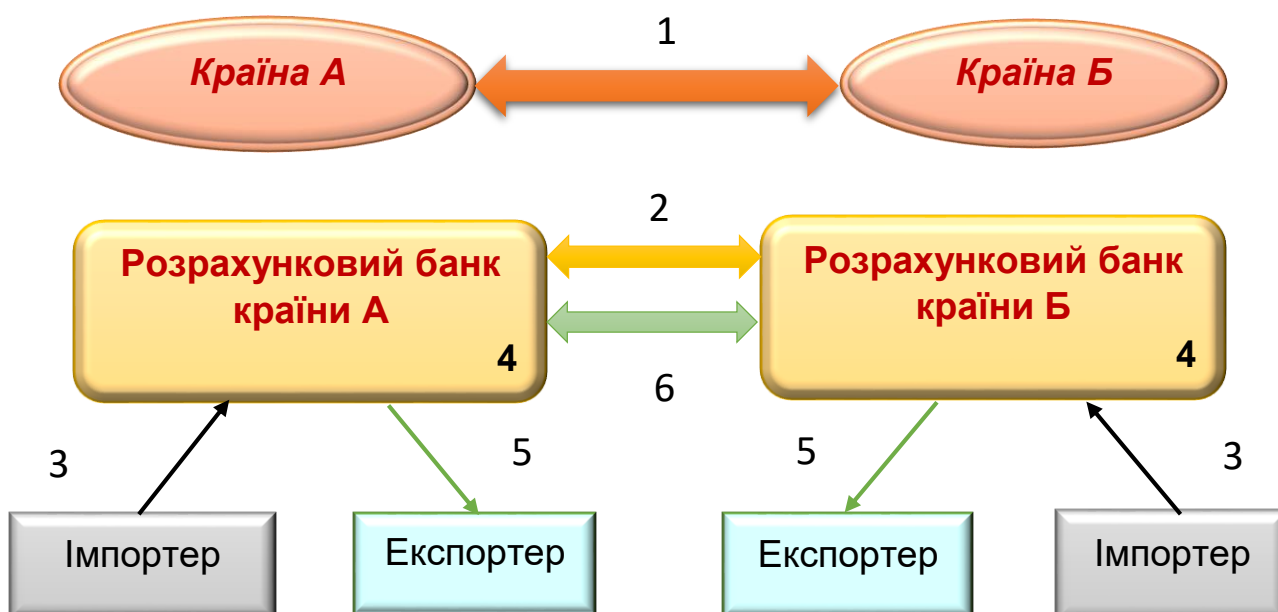 1
Країна А
Країна Б
2
Розрахунковий банк
країни А
4
Розрахунковий банк
країни Б
4
6
3
5
5
3
Імпортер
Експортер
Експортер
Імпортер